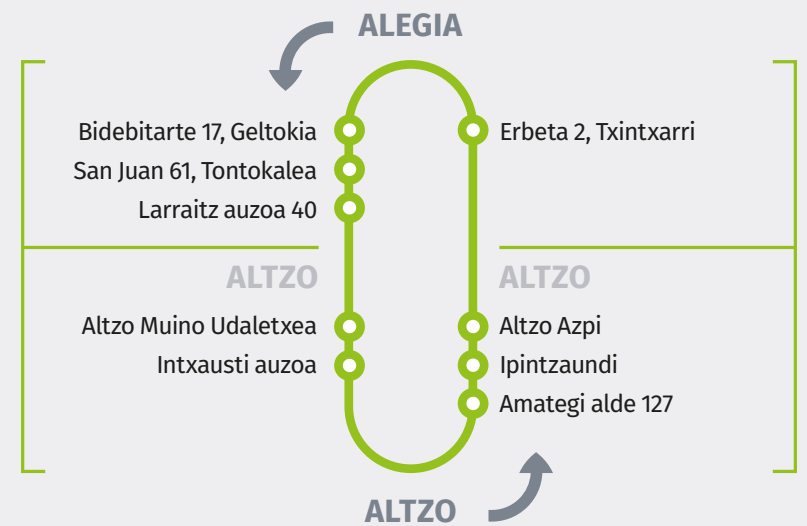 ALEGIA
Bidebitarte 17, Geltokia
San Juan 61, Tontokalea
Larraitz auzoa 40
Erbeta 2, Txintxarri
ALTZO
Altzo Muino Udaletxea
Intxausti auzoa
ALTZO
Altzo Azpi
Ipintzaundi
Amategi alde 127
ALTZO